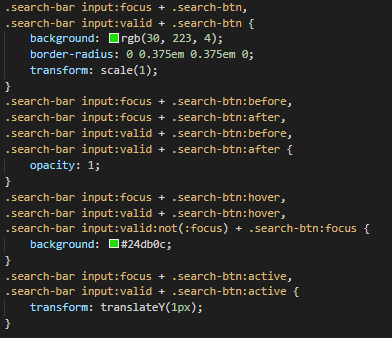 .search-bar input:focus + .search-btn,
.search-bar input:valid + .search-btn {
background: rgb(30, 223, 4);
border-radius: 0 0.375em 0.375em 0;
transform: scale(1);
}
.search-bar input:focus + .search-btn:before,
.search-bar input:focus + .search-btn:after,
.search-bar input:valid + .search-btn:before,
.search-bar input:valid + .search-btn:after {
opacity: 1;
}
.search-bar input:focus + .search-btn:hover,
.search-bar input:valid + .search-btn:hover,
.search-bar input:valid:not(:focus) + .search-btn:focus {
background: #24db0c;
}
.search-bar input:focus + .search-btn:active,
.search-bar input:valid + .search-btn:active {
transform: translateY(1px);
}